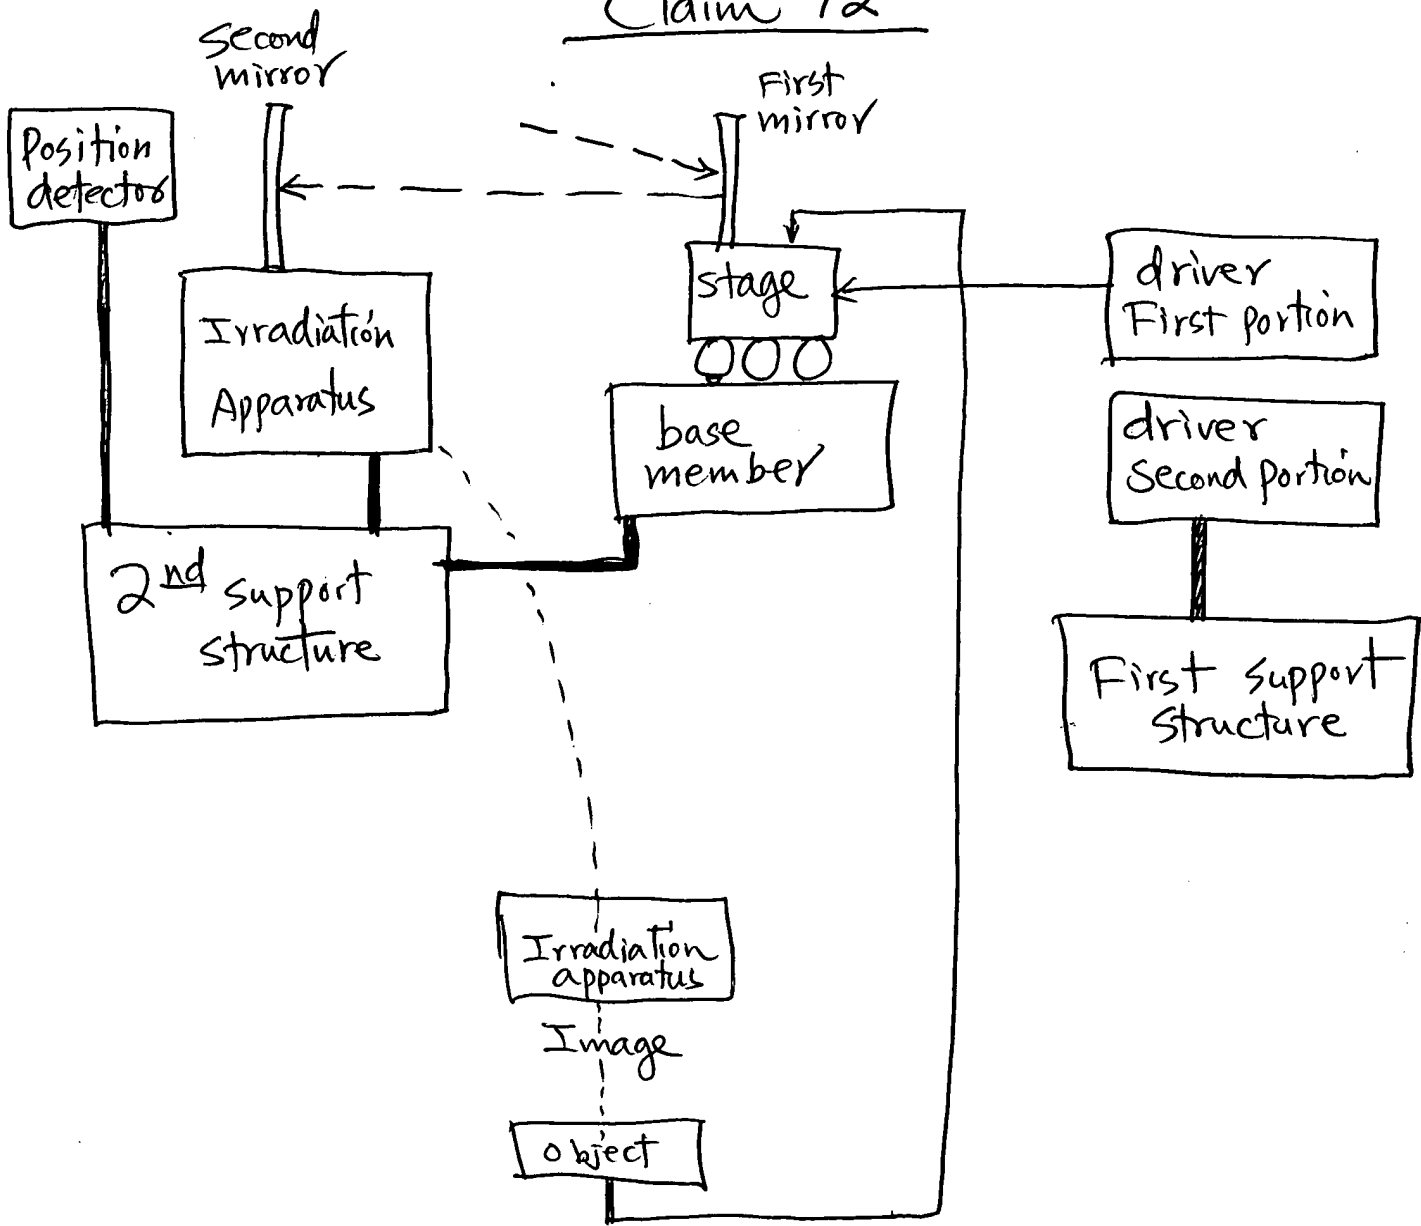 Claim 12
Second
mirror
First
mirror
Position
detector
stage
driver
First portion
Irradiation
Apparatus
base
member
driver
Second portion
2nd support
structure
First support
structure
Irradiation
apparatus
Image
object